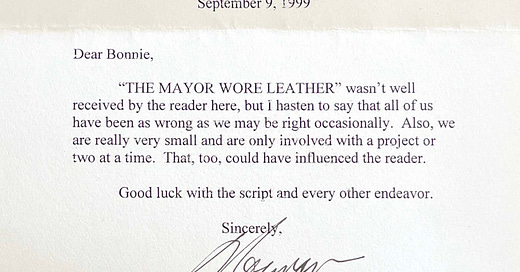 September 9, 1999
Dear Bonnie,
“THE MAYOR WORE LEATHER” wasn’t well
received by the reader here, but I hasten to say that all of us
have been as wrong as we may be right occasionally. Also, we
are really very small and are only involved with a project or
two at a time. That, too, could have influenced the reader.
Good luck with the script and every other endeavor.
Sincerely,